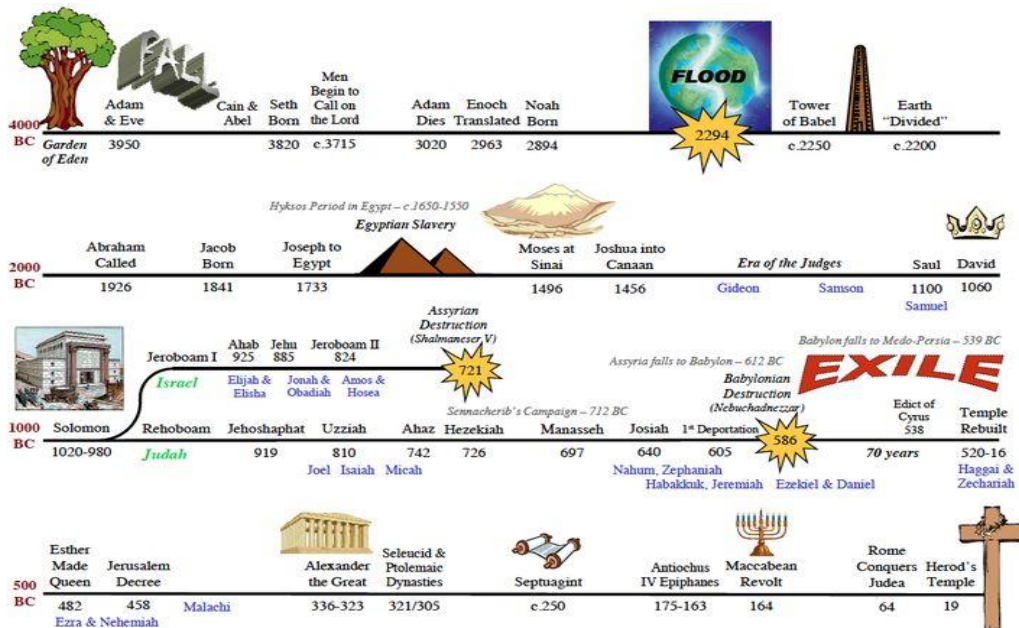 FALL
FLOOD
Adam & Eve
Cain & Abel
Seth Born
Men Begin to Call on the Lord
Adam Dies
Enoch Translated
Noah Born
Tower of Babel
Earth "Divided"
4000 BC
Garden of Eden
3950
3820
c.3715
3020
2963
2894
2294
c.2250
c.2200
Hyksos Period in Egypt – c.1650-1550
Egyptian Slavery
Abraham Called
Jacob Born
Joseph to Egypt
Moses at Sinai
Joshua into Canaan
Era of the Judges
Saul
David
2000 BC
1926
1841
1733
1496
1456
Gideon
Samson
1100
1060
Samuel
Assyrian Destruction
(Shalmaneser V)
Jeroboam I
Ahab 925
Jehu 885
Jeroboam II 824
721
Israel
Elijah & Elisha
Jonah & Obadiah
Amos & Hosea
Babylon falls to Medo-Persia – 539 BC
Assyria falls to Babylon – 612 BC
EXILE
Babylonian Destruction
(Nebuchadnezzar)
Sennacherib's Campaign – 712 BC
Edict of Cyrus 538
Temple Rebuilt
1000 BC
Solomon
Rehoboam
Jehoshaphat
Uzziah
Ahaz
Hezekiah
Manasseh
Josiah
1st Deportation
586
1020-980
Judah
919
810
742
726
697
640
605
70 years
520-16
Joel
Isaiah
Micah
Nahum, Zephaniah
Habakkuk, Jeremiah
Ezekiel & Daniel
Haggai & Zechariah
Esther Made Queen
Jerusalem Decree
Alexander the Great
Seleucid & Ptolemaic Dynasties
Septuagint
Antiochus IV Epiphanes
Maccabean Revolt
Rome Conquers Judea
Herod's Temple
500 BC
482
458
Malachi
336-323
321/305
c.250
175-163
164
64
19
Ezra & Nehemiah